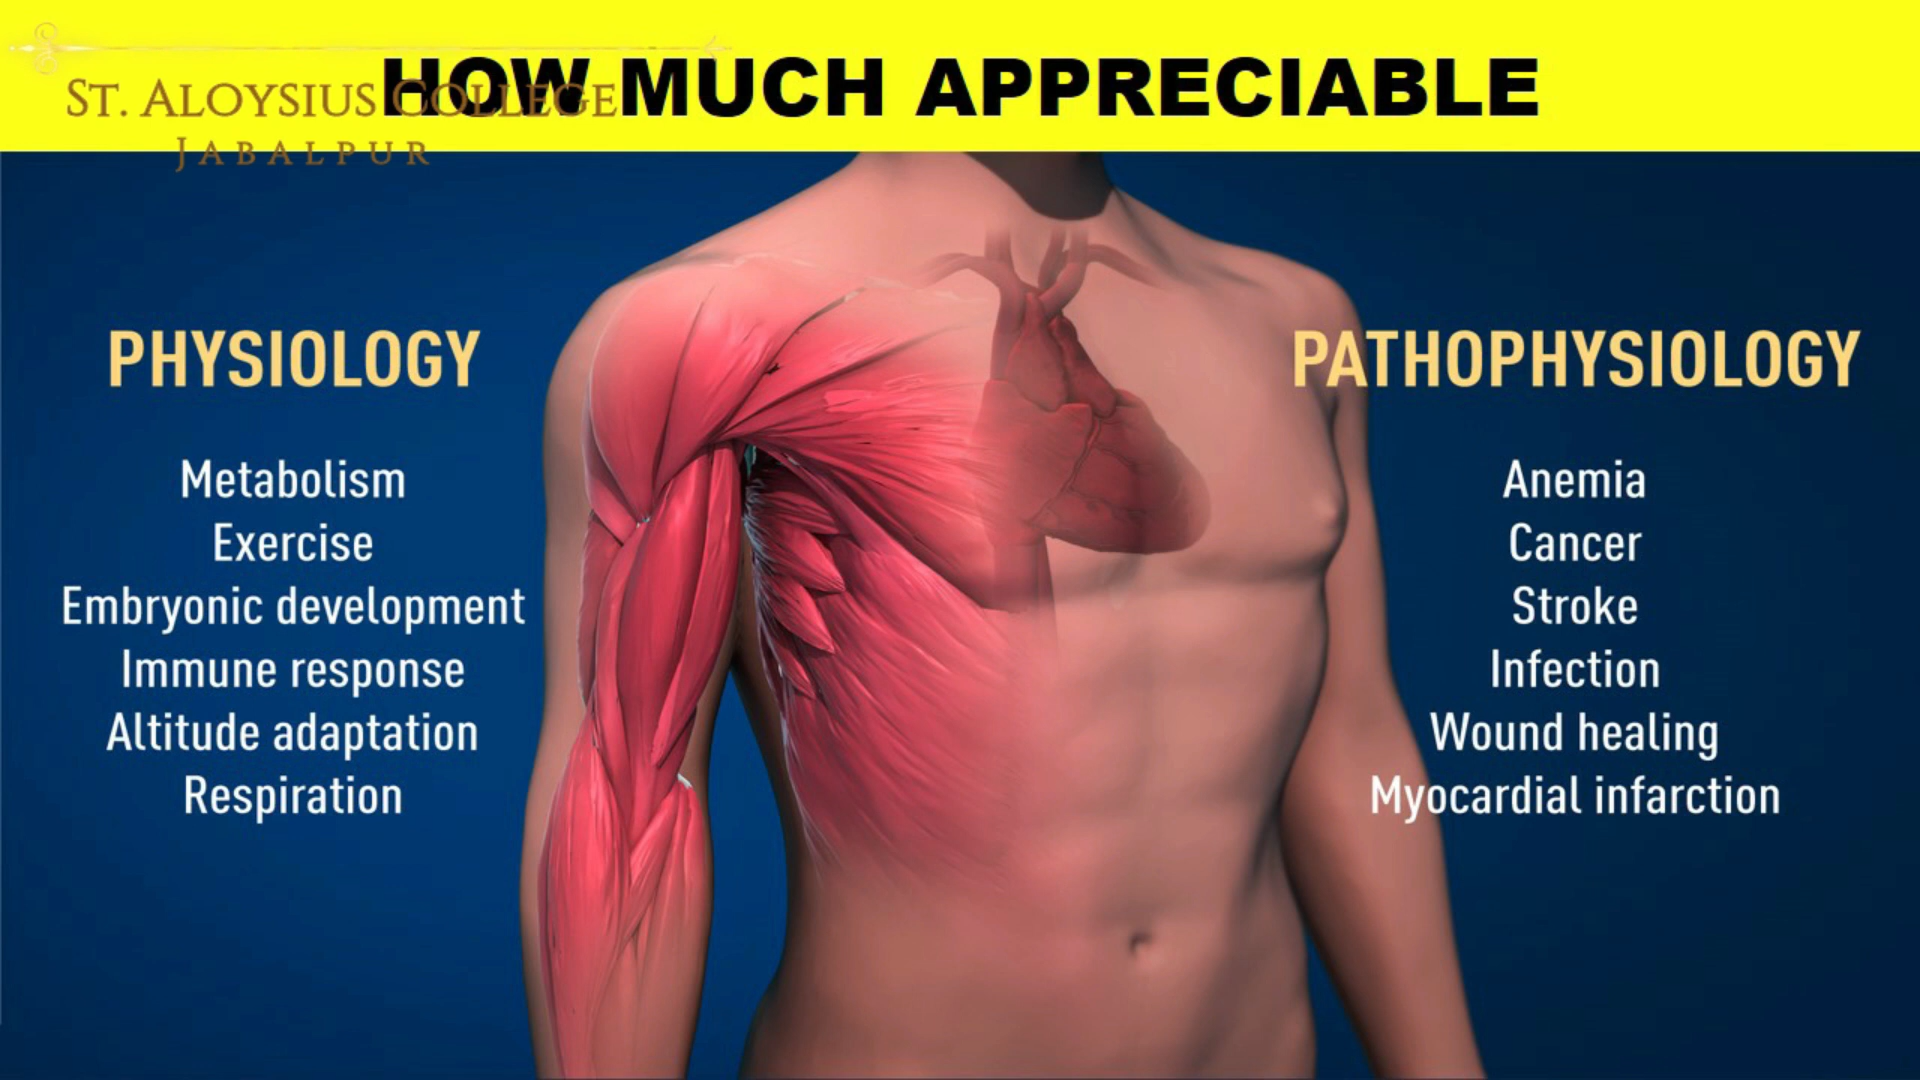 HOW MUCH APPRECIABLE
ST. ALOYSIUS COLLEGE
JABALPUR
PHYSIOLOGY
Metabolism
Exercise
Embryonic development
Immune response
Altitude adaptation
Respiration
PATHOPHYSIOLOGY
Anemia
Cancer
Stroke
Infection
Wound healing
Myocardial infarction